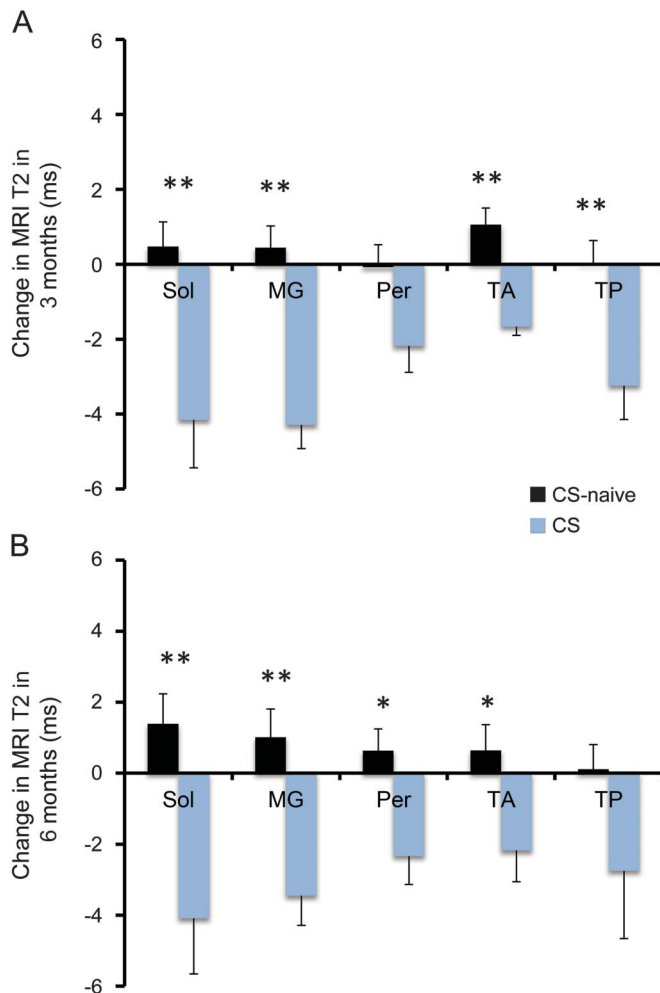 A
Change in MRI T2 in
3 months (ms)
6
4
2
0
-2
-4
-6
** ** ** **
Sol MG Per TA TP
CS-naive
CS
B
Change in MRI T2 in
6 months (ms)
6
4
2
0
-2
-4
-6
** ** * *
Sol MG Per TA TP